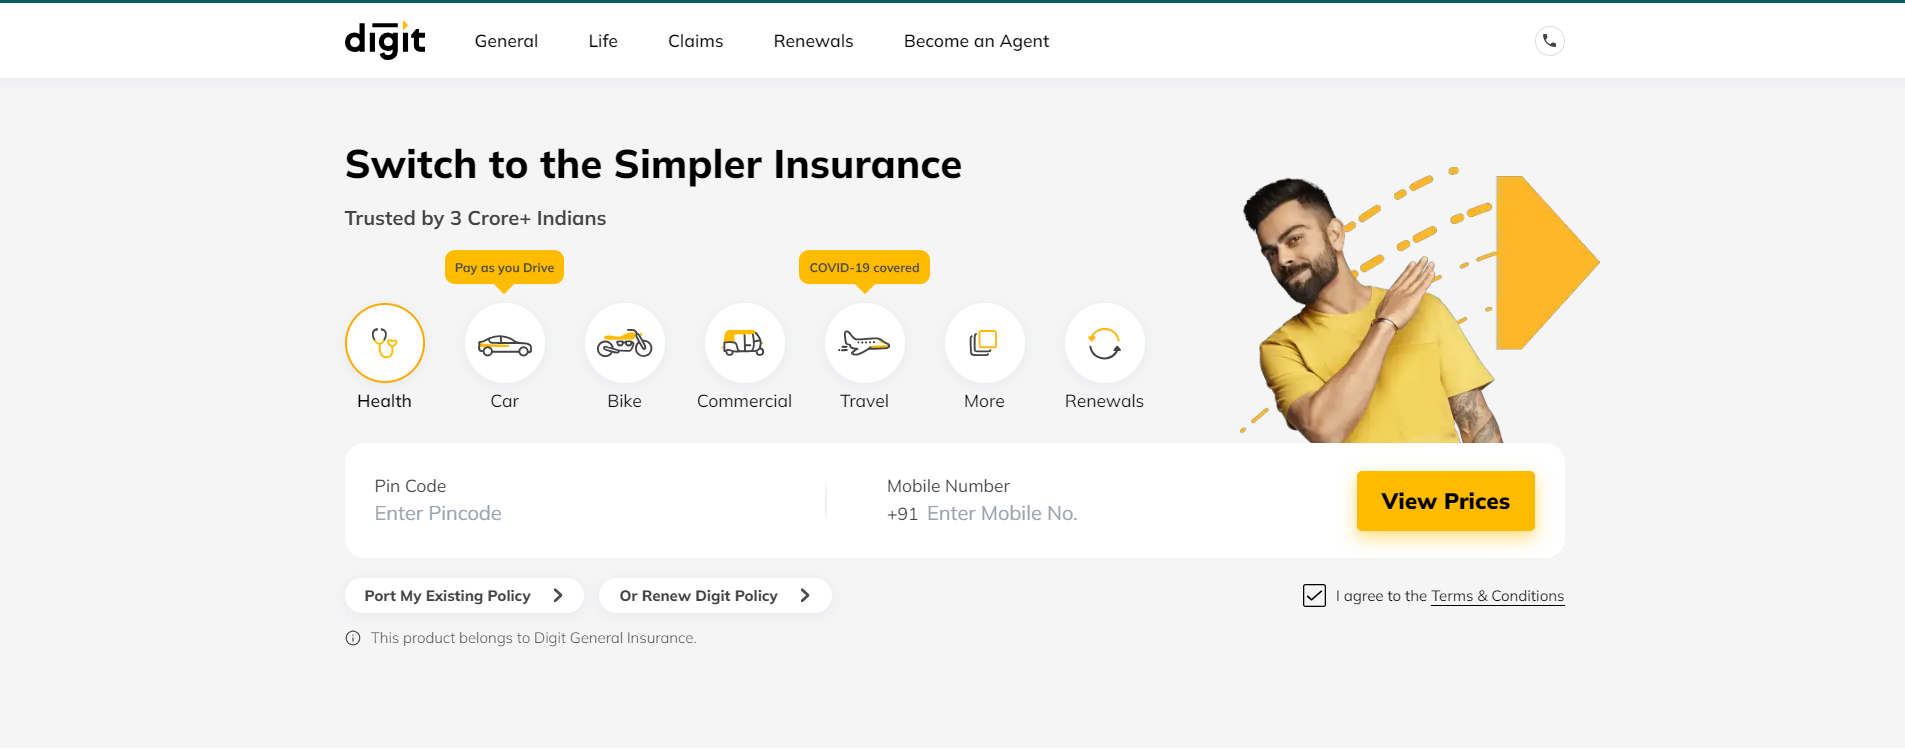 digit
General
Life
Claims
Renewals
Become an Agent
Switch to the Simpler Insurance
Trusted by 3 Crore+ Indians
Pay as you Drive
COVID-19 covered
Health
Car
Bike
Commercial
Travel
More
Renewals
Pin Code
Enter Pincode
Mobile Number
+91 Enter Mobile No.
View Prices
Port My Existing Policy
Or Renew Digit Policy
I agree to the Terms & Conditions
This product belongs to Digit General Insurance.